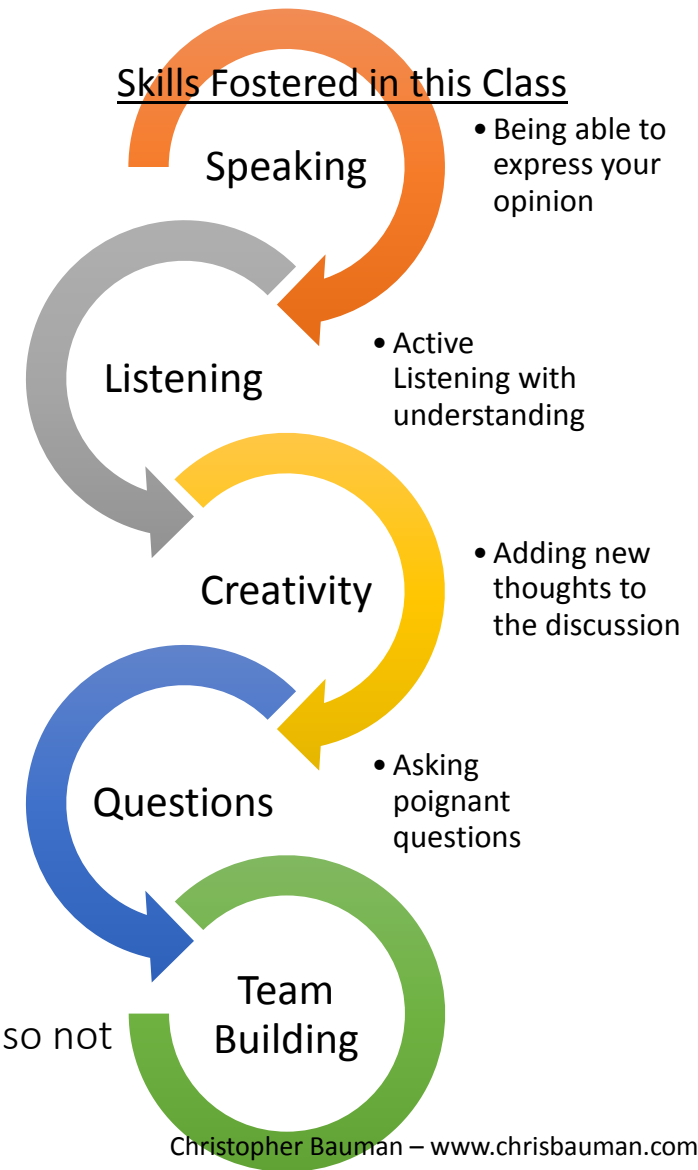 Skills Fostered in this Class
Speaking
• Being able to
express your
opinion
Listening
• Active
Listening with
understanding
Creativity
• Adding new
thoughts to
the discussion
Questions
• Asking
poignant
questions
Team
Building
so not
Christopher Bauman – www.chrisbauman.com